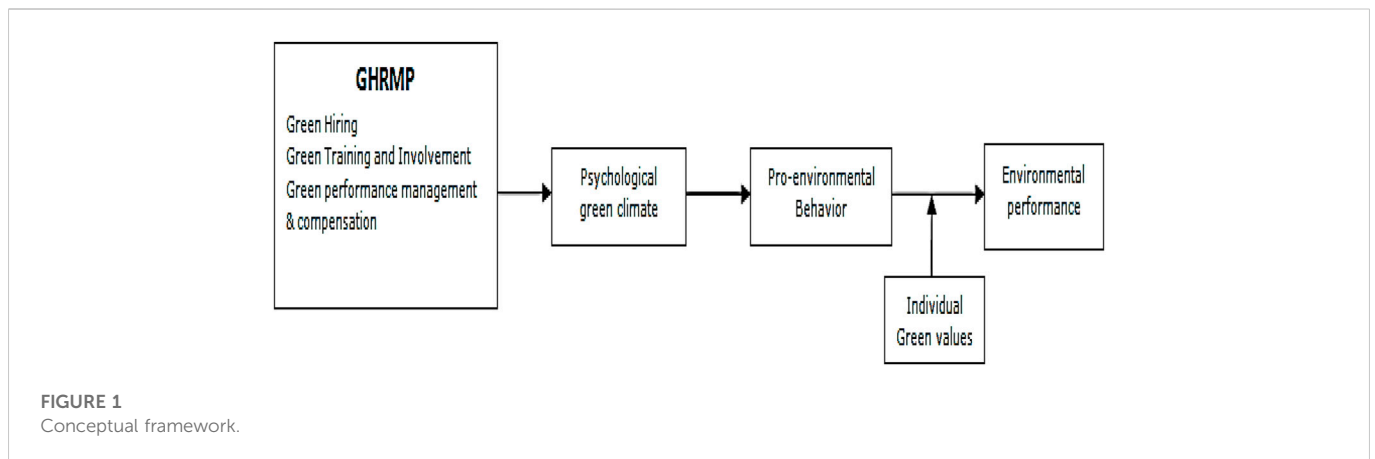 GHRMP
Green Hiring
Green Training and Involvement
Green performance management
& compensation
Psychological
green climate
Pro-environmental
Behavior
Environmental
performance
Individual
Green values
FIGURE 1
Conceptual framework.